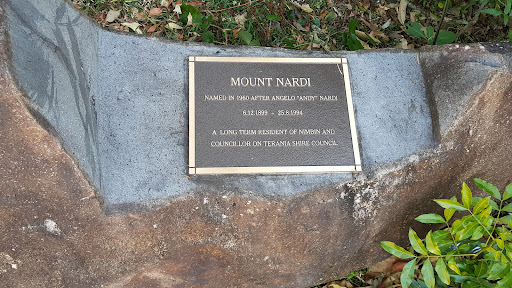 MOUNT NARDI
NAMED IN 1960 AFTER ANGELO "ANDY" NARDI
6.12.1899 - 25.8.1994
A LONG TERM RESIDENT OF NIMBIN AND
COUNCILLOR ON TERANIA SHIRE COUNCIL